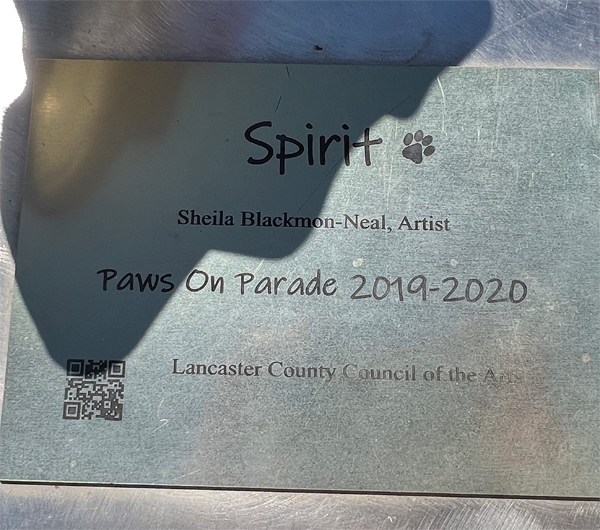 Spirit
Sheila Blackmon-Neal, Artist
Paws On Parade 2019-2020
Lancaster County Council of the Arts